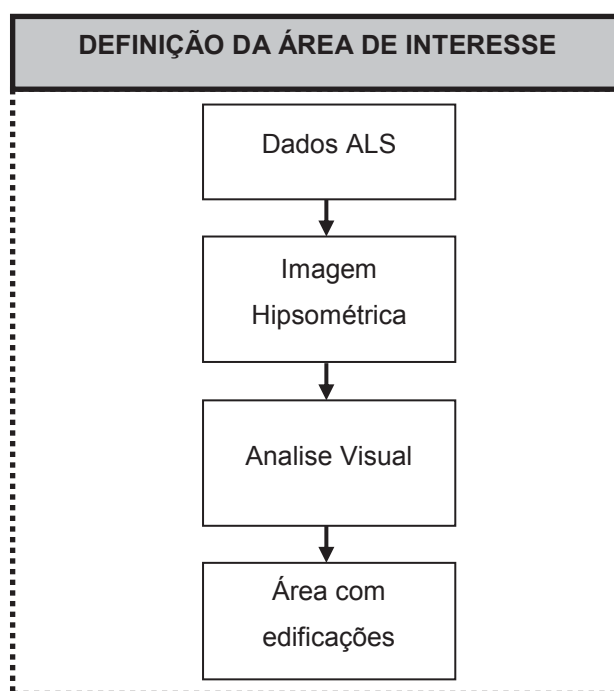 DEFINIÇÃO DA ÁREA DE INTERESSE
Dados ALS
Imagem
Hipsométrica
Analise Visual
Área com
edificações